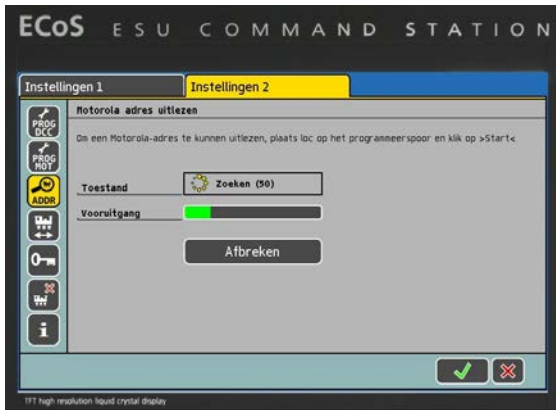 ECoS ESU COMMAND STATION
Instellingen 1 Instellingen 2
Motorola adres uitlezen
Om een Motorola-adres te kunnen uitlezen, plaats loc op het programmeerspoor en klik op >Start<
PROG DCC
PROG MOT
ADDR
Toestand Zoeken (50)
Vooruitgang
Afbreken
i
TFT high resolution liquid crystal display